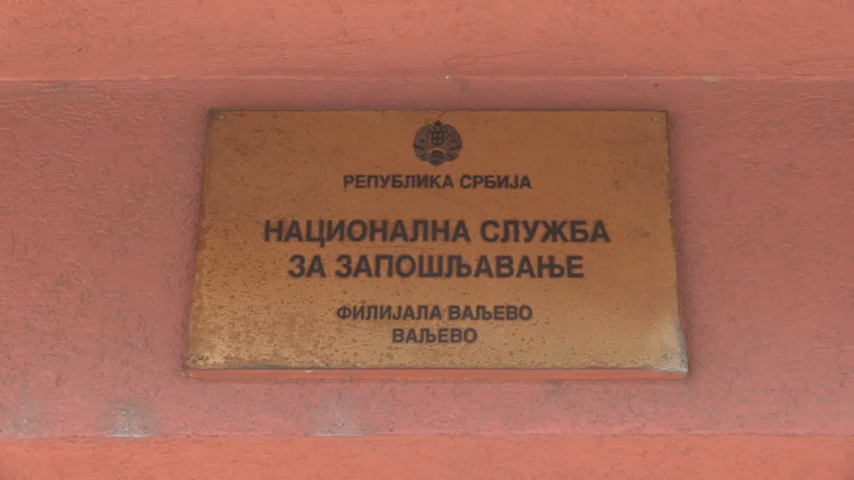 РЕПУБЛИКА СРБИЈА
НАЦИОНАЛНА СЛУЖБА
ЗА ЗАПОШЉАВАЊЕ
ФИЛИЈАЛА ВАЉЕВО
ВАЉЕВО